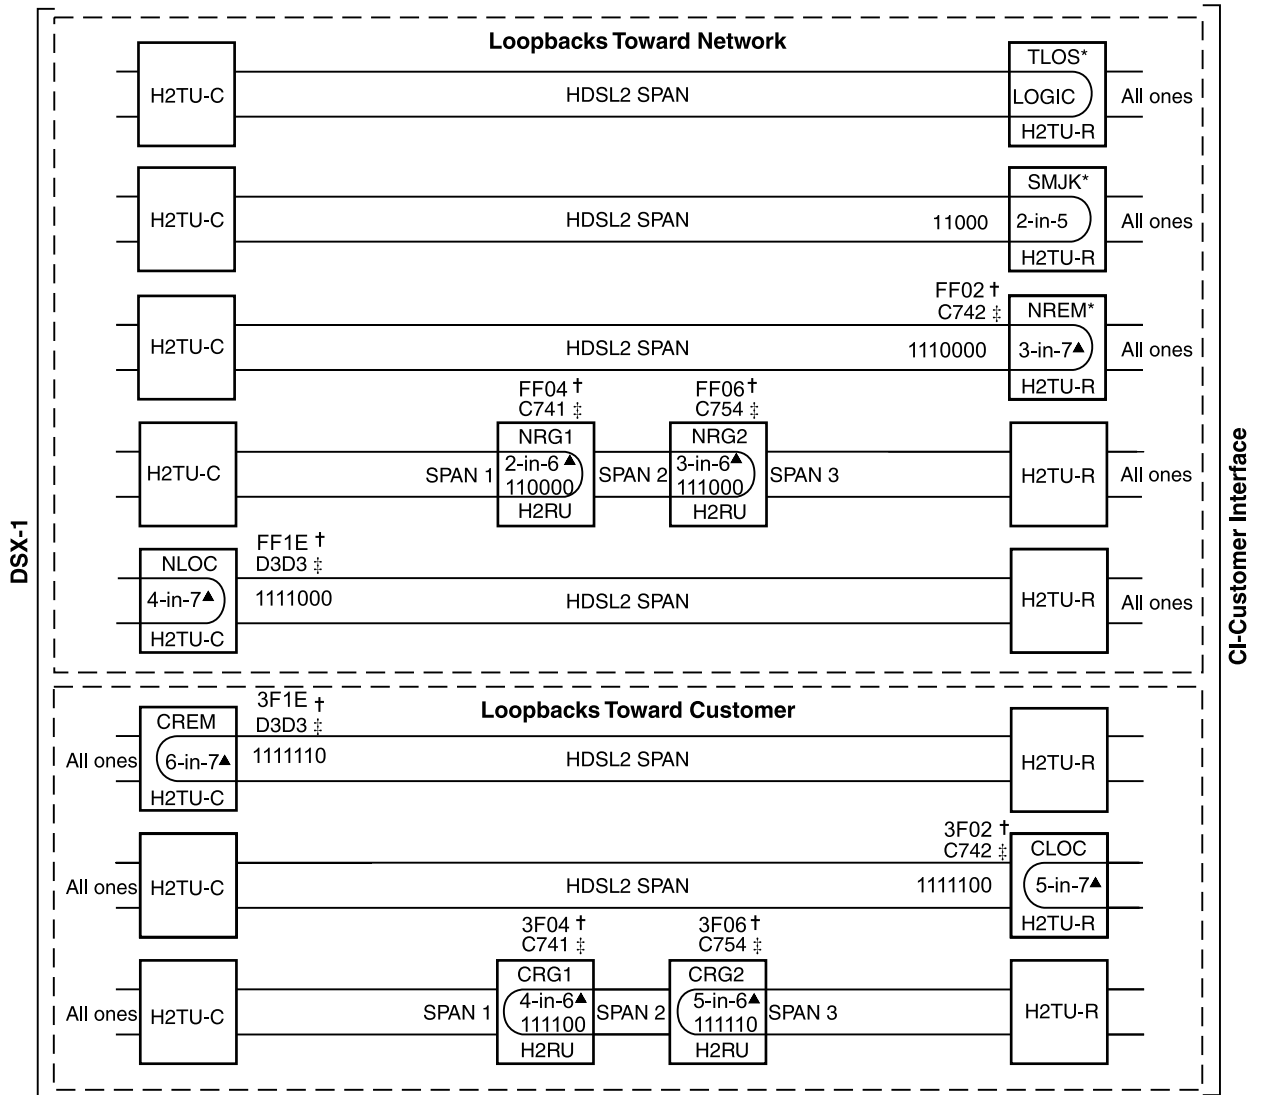 Loopbacks Toward Network
TLOS*
H2TU-C
HDSL2 SPAN
LOGIC
All ones
H2TU-R
SMJK*
H2TU-C
HDSL2 SPAN
11000
2-in-5
All ones
H2TU-R
FF02 †
C742 ‡
NREM*
H2TU-C
HDSL2 SPAN
1110000
3-in-7▲
All ones
H2TU-R
FF04 †
C741 ‡
FF06 †
C754 ‡
NRG1
NRG2
H2TU-C
SPAN 1
2-in-6 ▲
110000
SPAN 2
3-in-6▲
111000
SPAN 3
H2TU-R
All ones
H2RU
H2RU
FF1E †
D3D3 ‡
NLOC
4-in-7▲
1111000
HDSL2 SPAN
H2TU-R
All ones
H2TU-C
DSX-1
CI-Customer Interface
Loopbacks Toward Customer
3F1E †
D3D3 ‡
CREM
All ones
6-in-7▲
1111110
HDSL2 SPAN
H2TU-R
H2TU-C
3F02 †
C742 ‡
CLOC
All ones
H2TU-C
HDSL2 SPAN
1111100
5-in-7▲
H2TU-R
3F04 †
C741 ‡
3F06 †
C754 ‡
CRG1
CRG2
All ones
H2TU-C
SPAN 1
4-in-6▲
111100
SPAN 2
5-in-6▲
111110
SPAN 3
H2TU-R
H2RU
H2RU